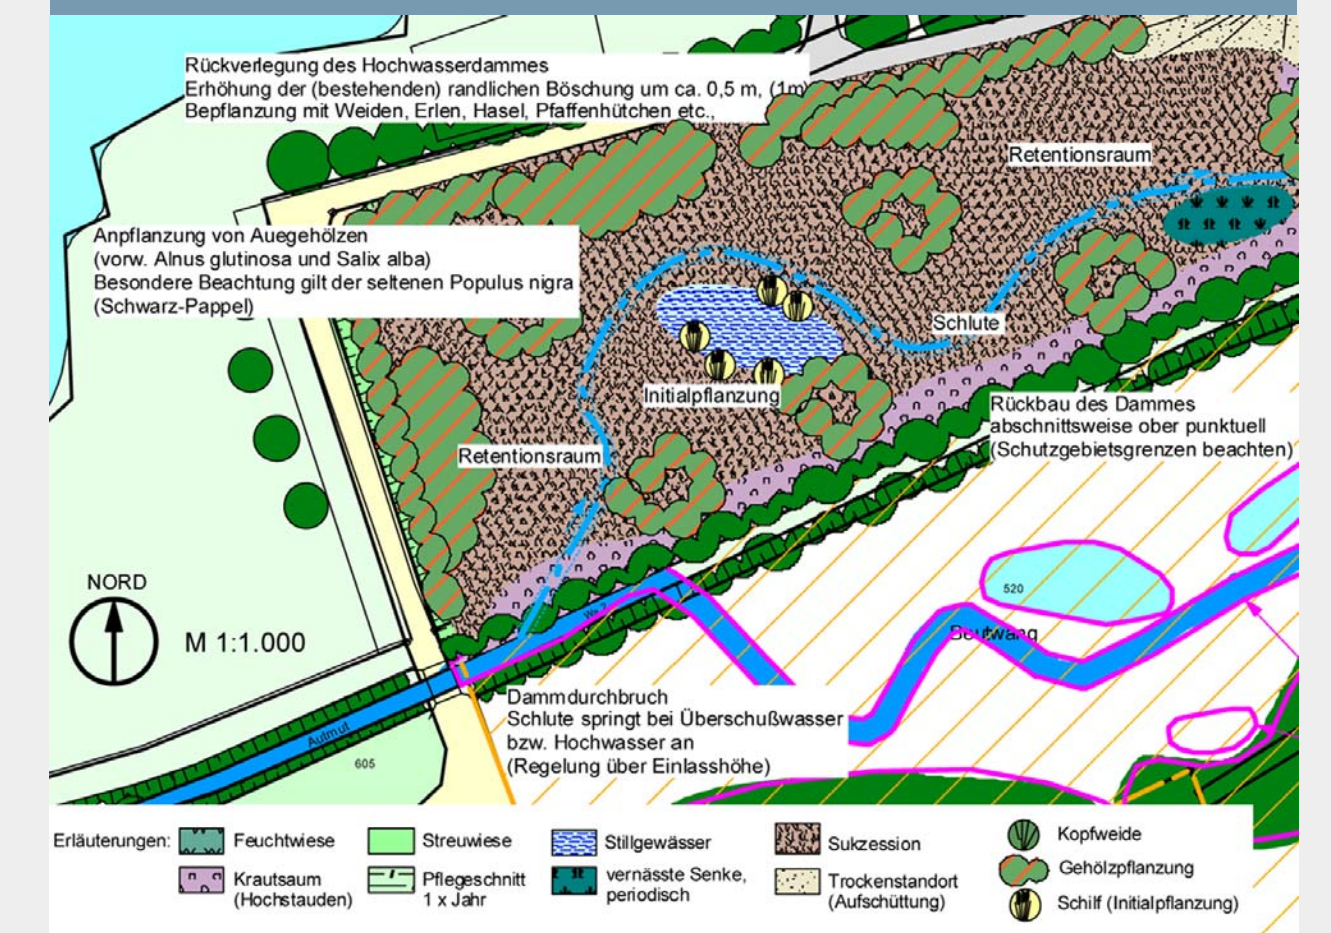 Rückverlegung des Hochwasserdammes
Erhöhung der (bestehenden) randlichen Böschung um ca. 0,5 m, (1m)
Bepflanzung mit Weiden, Erlen, Hasel, Pfaffenhütchen etc.,
Retentionsraum
Anpflanzung von Auegehölzen
(vorw. Alnus glutinosa und Salix alba)
Besondere Beachtung gilt der seltenen Populus nigra
(Schwarz-Pappel)
Schlute
Initialpflanzung
Rückbau des Dammes
abschnittsweise ober punktuell
(Schutzgebietsgrenzen beachten)
Retentionsraum
NORD
M 1:1.000
520
Beutwang
Dammdurchbruch
Schlute springt bei Überschußwasser
bzw. Hochwasser an
(Regelung über Einlasshöhe)
Autmut
605
Erläuterungen:
Feuchtwiese
Krautsaum
(Hochstauden)
Streuwiese
Pflegeschnitt
1 x Jahr
Stillgewässer
vernässte Senke,
periodisch
Sukzession
Trockenstandort
(Aufschüttung)
Kopfweide
Gehölzpflanzung
Schilf (Initialpflanzung)